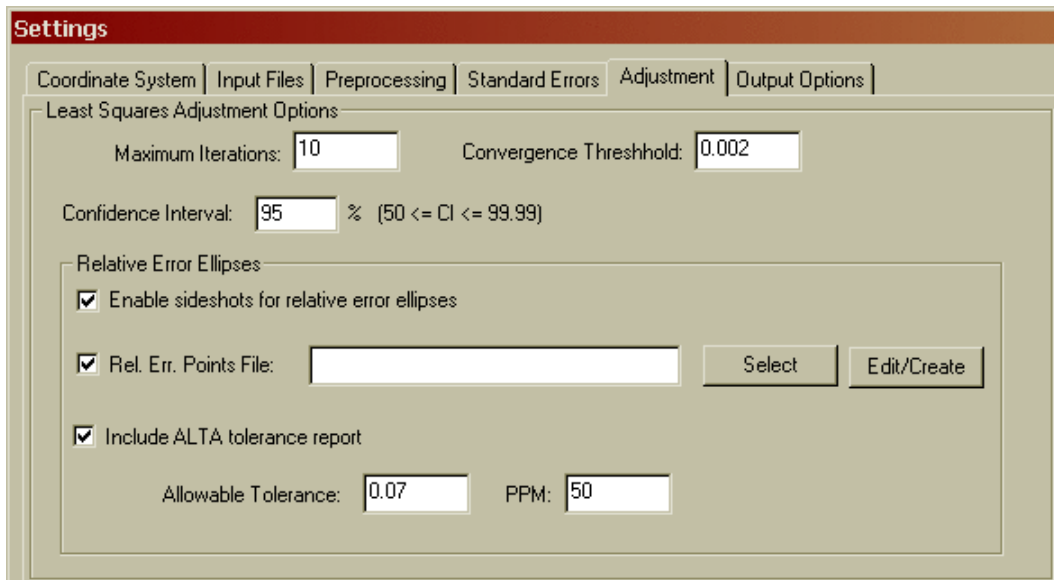 Settings
Coordinate System Input Files Preprocessing Standard Errors Adjustment Output Options
Least Squares Adjustment Options
Maximum Iterations: 10 Convergence Threshhold: 0.002
Confidence Interval: 95 % (50 <= CI <= 99.99)
Relative Error Ellipses
Enable sideshots for relative error ellipses
Rel. Err. Points File: Select Edit/Create
Include ALTA tolerance report
Allowable Tolerance: 0.07 PPM: 50